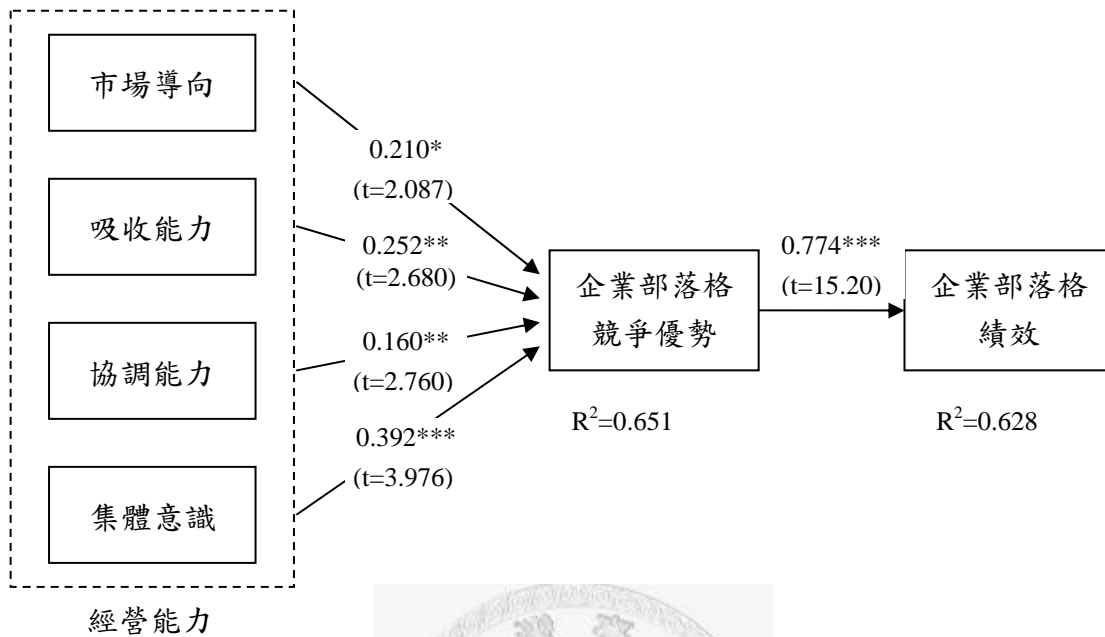 市場導向
吸收能力
協調能力
集體意識
經營能力
0.210*
(t=2.087)
0.252**
(t=2.680)
0.160**
(t=2.760)
0.392***
(t=3.976)
企業部落格
競爭優勢
R²=0.651
0.774***
(t=15.20)
企業部落格
績效
R²=0.628